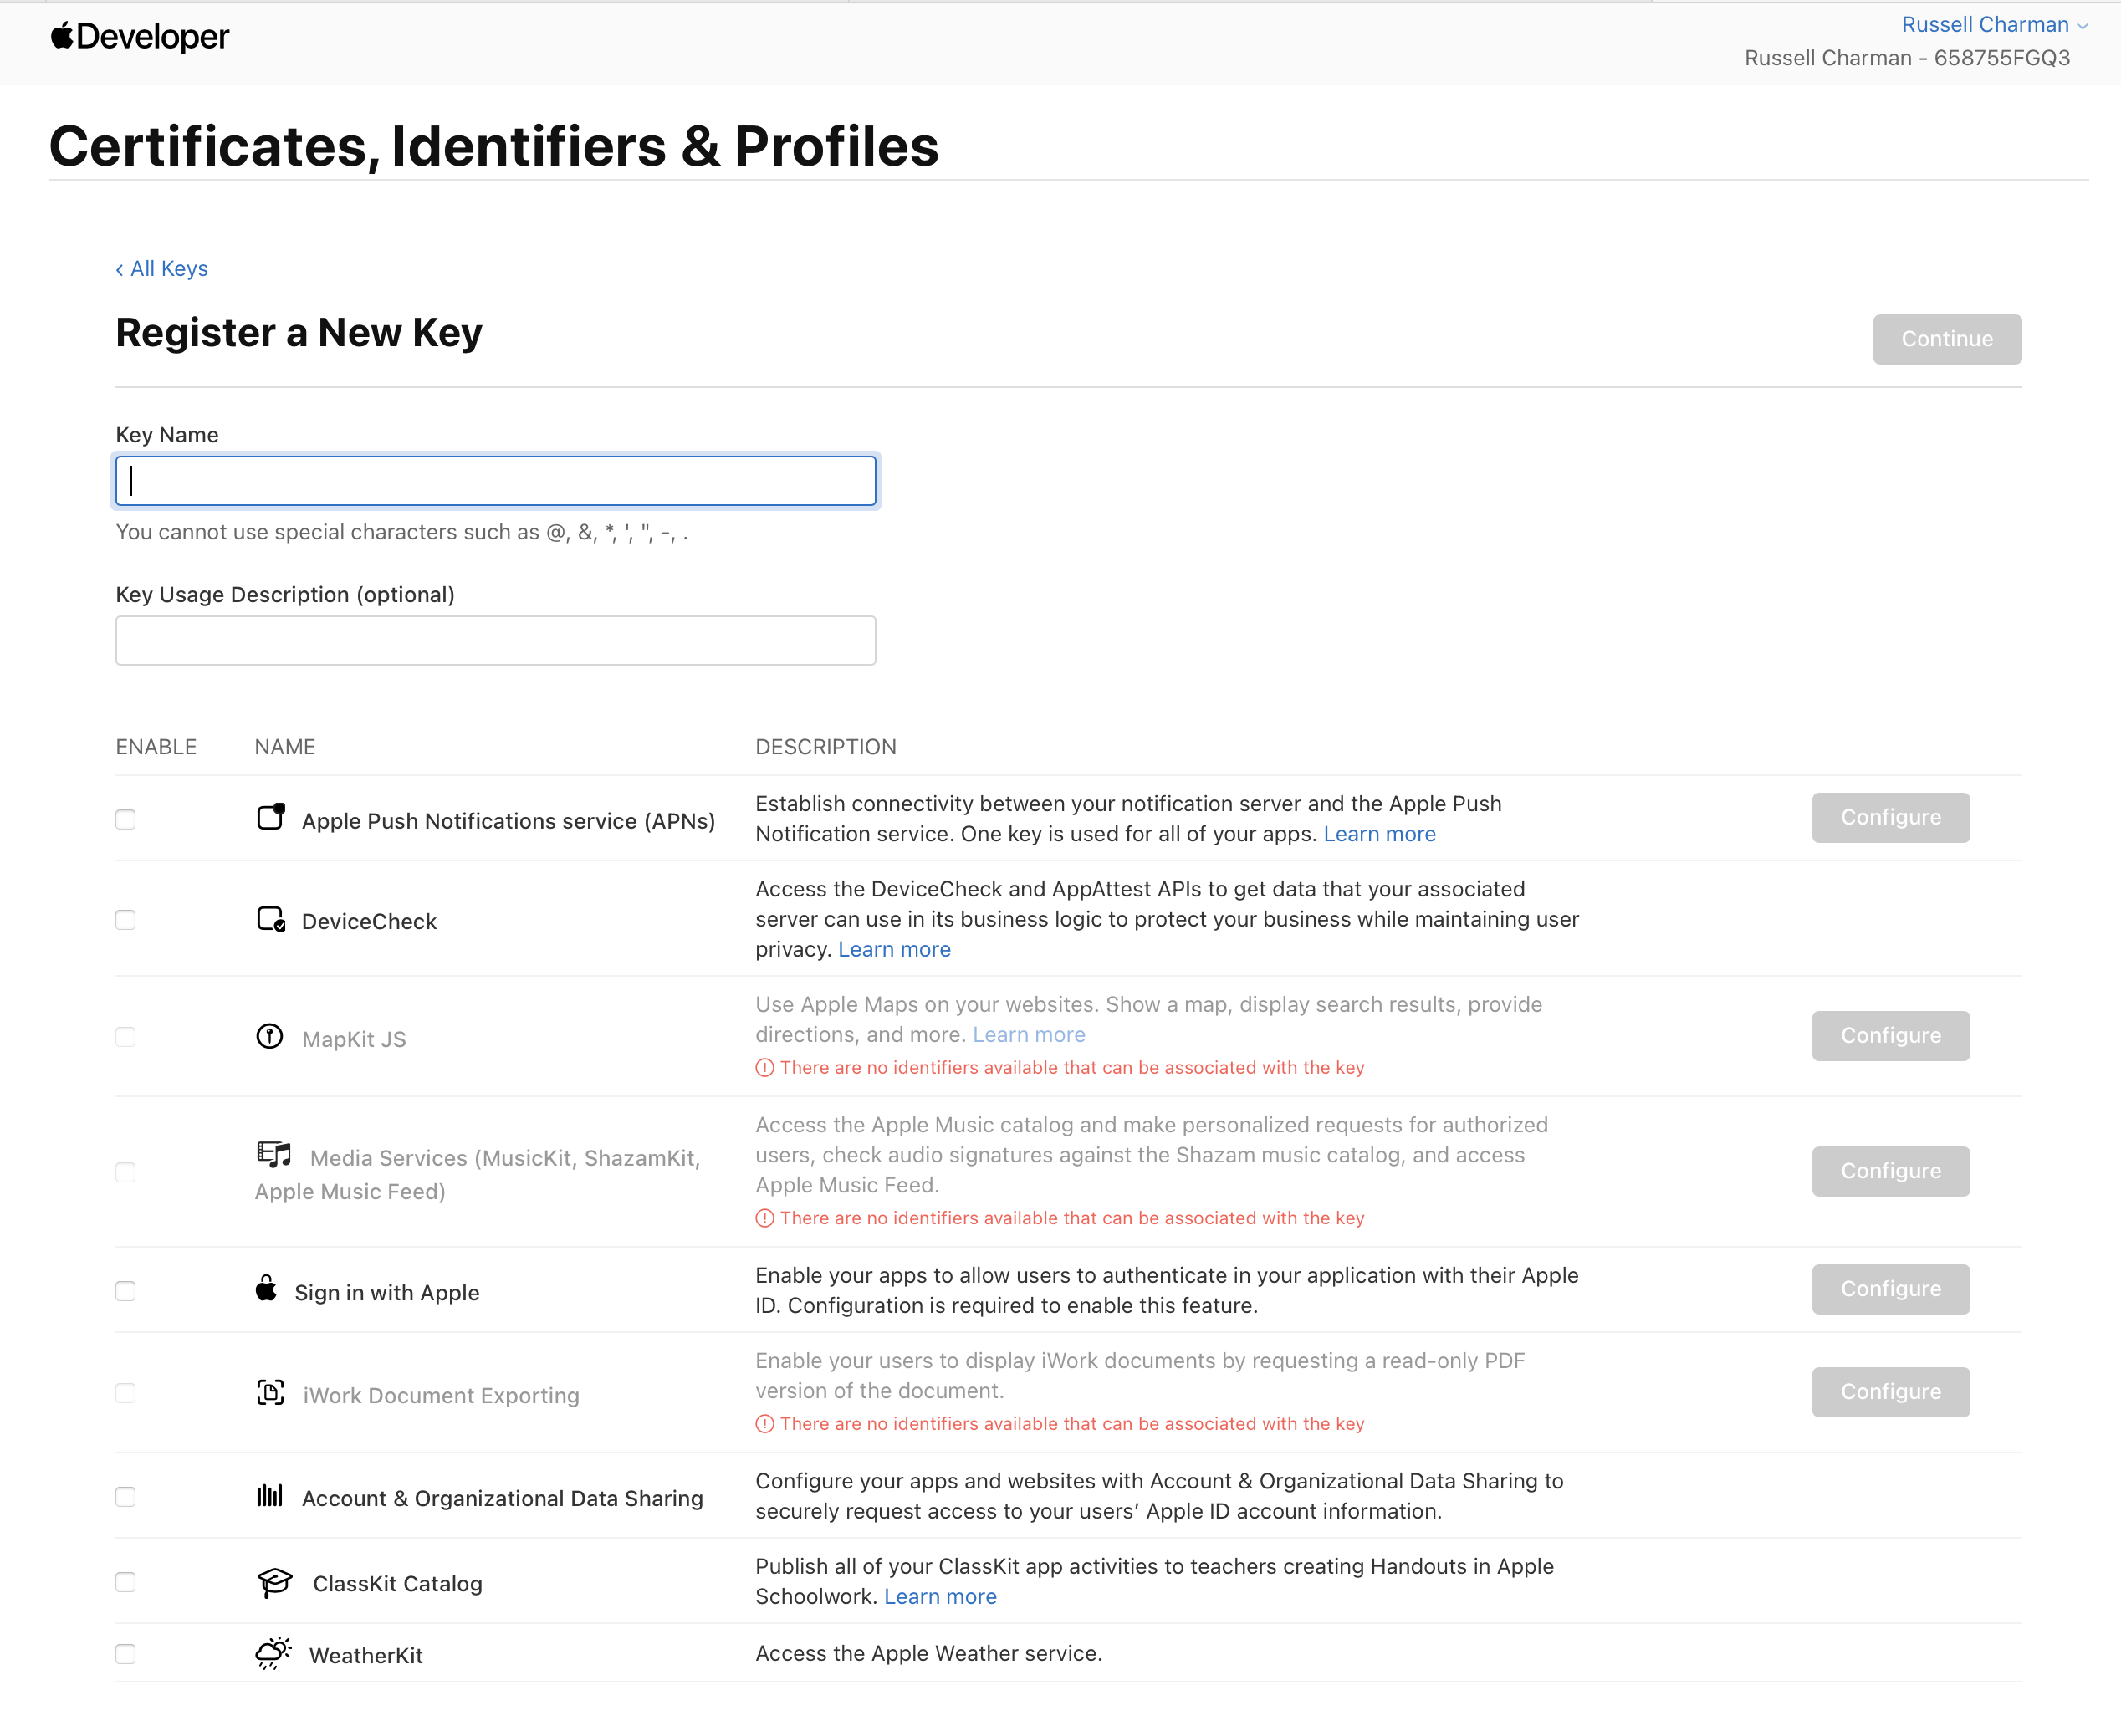 Developer
Russell Charman
Russell Charman - 658755FGQ3
Certificates, Identifiers & Profiles
‹ All Keys
Register a New Key
Continue
Key Name
You cannot use special characters such as @, &, *, ', ", -, .
Key Usage Description (optional)
ENABLE NAME DESCRIPTION
Apple Push Notifications service (APNs)
Establish connectivity between your notification server and the Apple Push
Notification service. One key is used for all of your apps. Learn more
Configure
DeviceCheck
Access the DeviceCheck and AppAttest APIs to get data that your associated
server can use in its business logic to protect your business while maintaining user
privacy. Learn more
MapKit JS
Use Apple Maps on your websites. Show a map, display search results, provide
directions, and more. Learn more
There are no identifiers available that can be associated with the key
Configure
Media Services (MusicKit, ShazamKit,
Apple Music Feed)
Access the Apple Music catalog and make personalized requests for authorized
users, check audio signatures against the Shazam music catalog, and access
Apple Music Feed.
There are no identifiers available that can be associated with the key
Configure
Sign in with Apple
Enable your apps to allow users to authenticate in your application with their Apple
ID. Configuration is required to enable this feature.
Configure
iWork Document Exporting
Enable your users to display iWork documents by requesting a read-only PDF
version of the document.
There are no identifiers available that can be associated with the key
Configure
Account & Organizational Data Sharing
Configure your apps and websites with Account & Organizational Data Sharing to
securely request access to your users’ Apple ID account information.
ClassKit Catalog
Publish all of your ClassKit app activities to teachers creating Handouts in Apple
Schoolwork. Learn more
WeatherKit
Access the Apple Weather service.